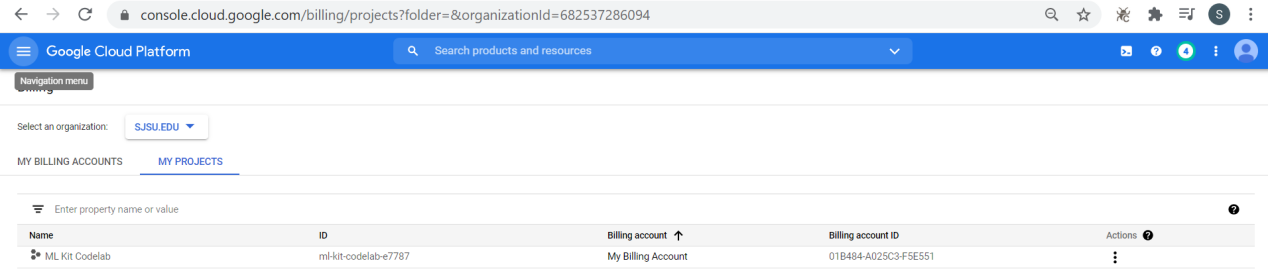 console.cloud.google.com/billing/projects?folder=&organizationId=682537286094
S
Google Cloud Platform
Search products and resources
4
Navigation menu
Select an organization:
SJSU.EDU
MY BILLING ACCOUNTS MY PROJECTS
Enter property name or value
Name ID Billing account Billing account ID Actions
ML Kit Codelab ml-kit-codelab-e7787 My Billing Account 01B484-A025C3-F5E551